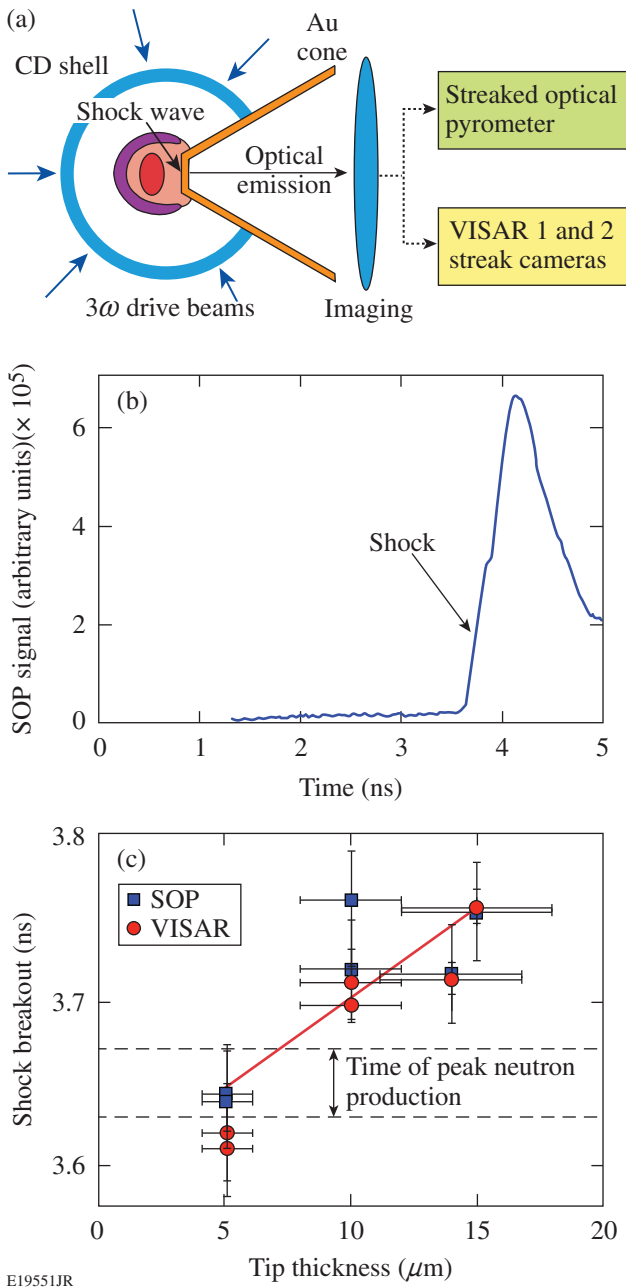 (a)
Au
cone
CD shell
Shock wave
Optical
emission
3ω drive beams
Imaging
Streaked optical
pyrometer
VISAR 1 and 2
streak cameras
(b)
SOP signal (arbitrary units)(× 10⁵)
6
4
2
0
Shock
0 1 2 3 4 5
Time (ns)
(c)
Shock breakout (ns)
3.8
3.7
3.6
SOP
VISAR
Time of peak neutron
production
0 5 10 15 20
Tip thickness (μm)
E19551JR